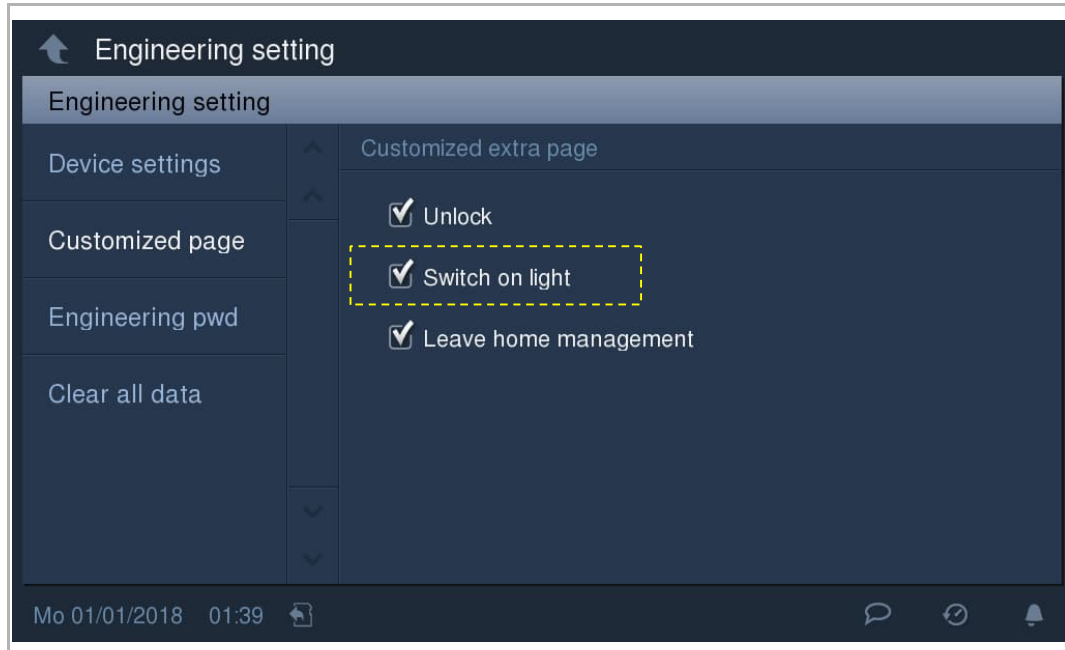 Engineering setting
Engineering setting
Device settings
Customized page
Engineering pwd
Clear all data
Customized extra page
Unlock
Switch on light
Leave home management
Mo 01/01/2018 01:39